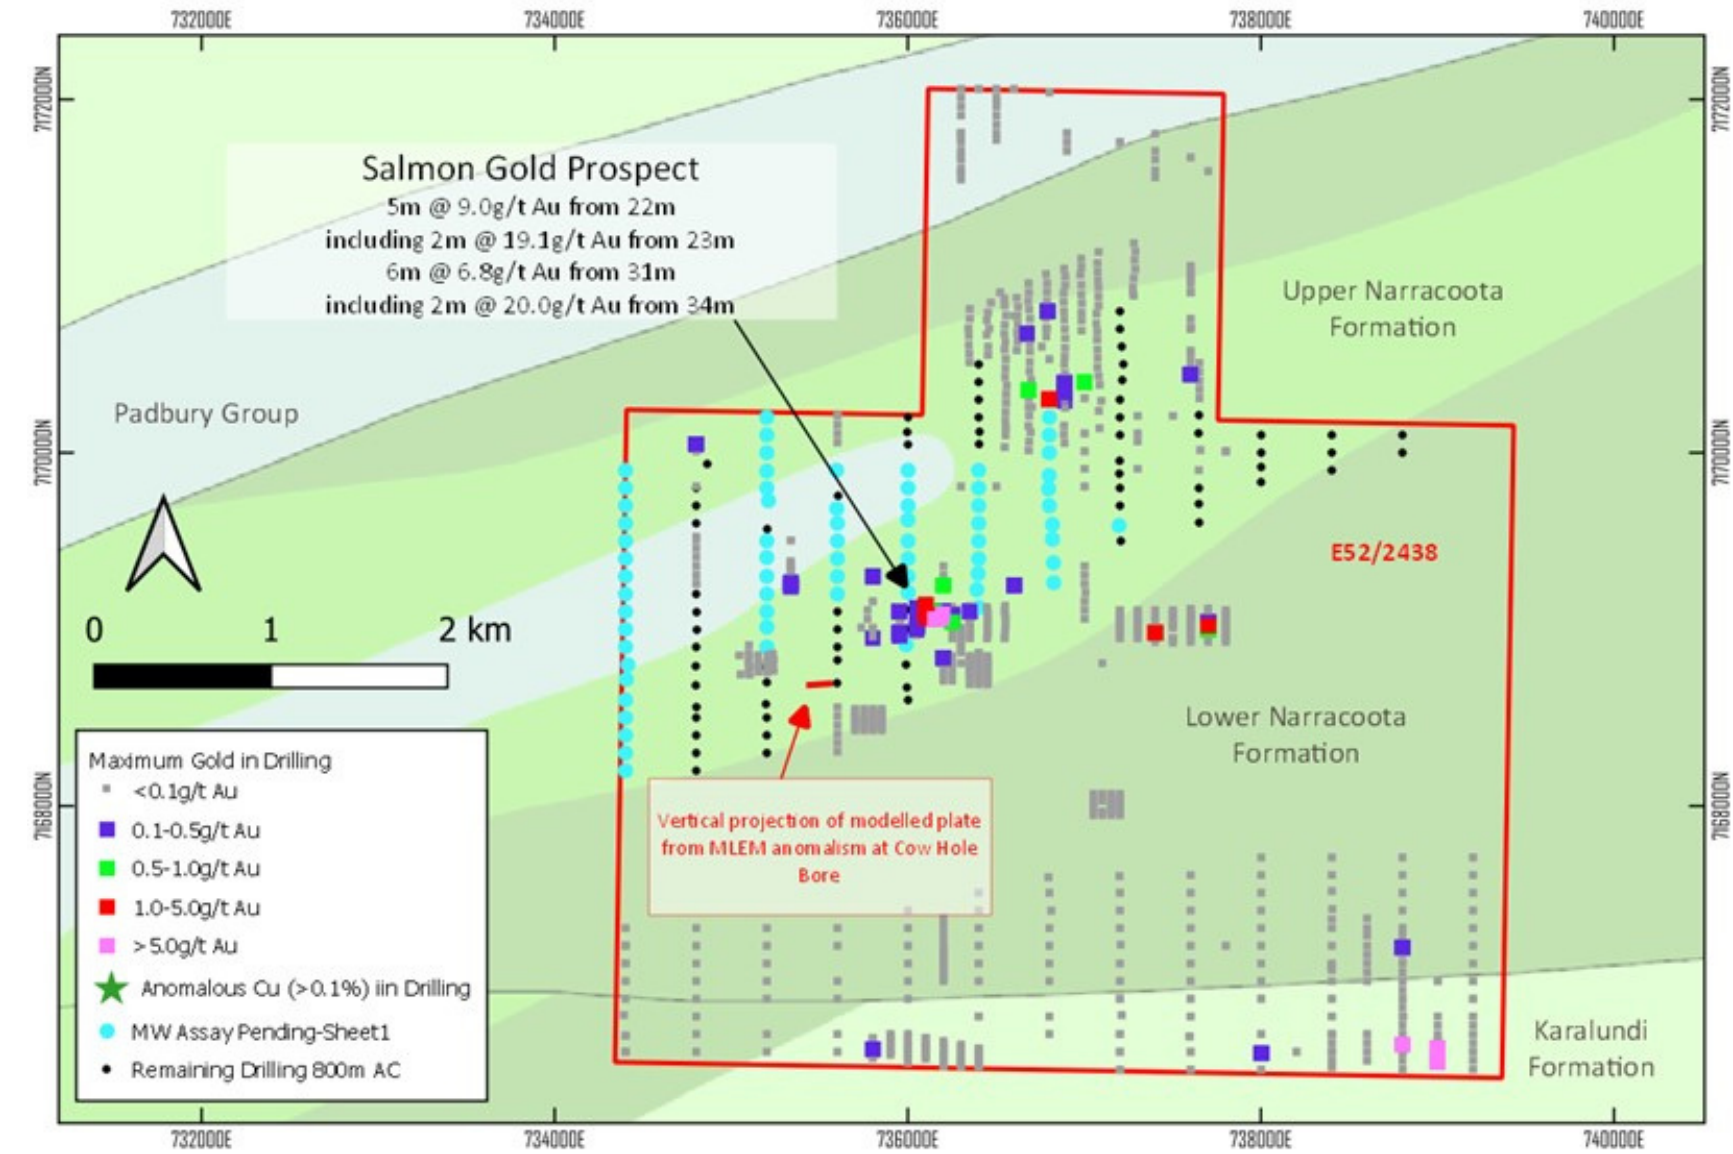 732000E 734000E 736000E 738000E 740000E
7172000N
7172000N
Salmon Gold Prospect
5m @ 9.0g/t Au from 22m
including 2m @ 19.1g/t Au from 23m
6m @ 6.8g/t Au from 31m
including 2m @ 20.0g/t Au from 34m
Upper Narracoota
Formation
Padbury Group
7170000N
7170000N
E52/2438
0 1 2 km
Lower Narracoota
Formation
Maximum Gold in Drilling
<0.1g/t Au
0.1-0.5g/t Au
0.5-1.0g/t Au
1.0-5.0g/t Au
>5.0g/t Au
Anomalous Cu (>0.1%) iin Drilling
MW Assay Pending-Sheet1
Remaining Drilling 800m AC
Vertical projection of modelled plate
from MLEM anomalism at Cow Hole
Bore
7168000N
7168000N
Karalundi
Formation
732000E 734000E 736000E 738000E 740000E